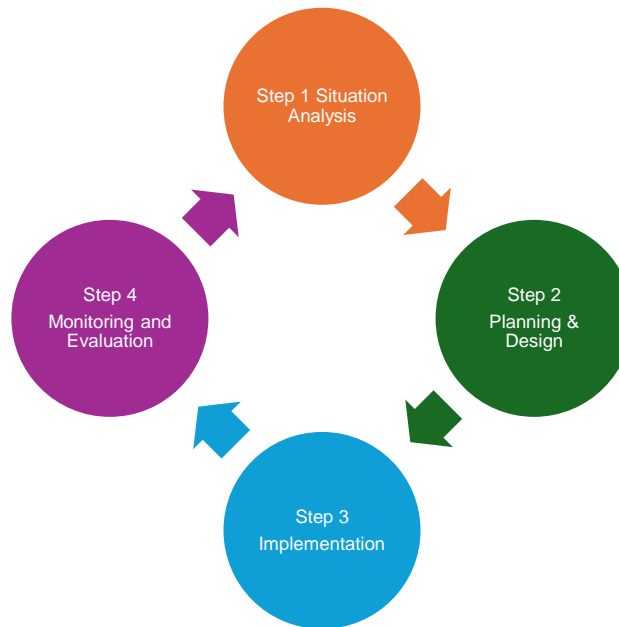 Step 1 Situation
Analysis
Step 2
Planning &
Design
Step 3
Implementation
Step 4
Monitoring and
Evaluation